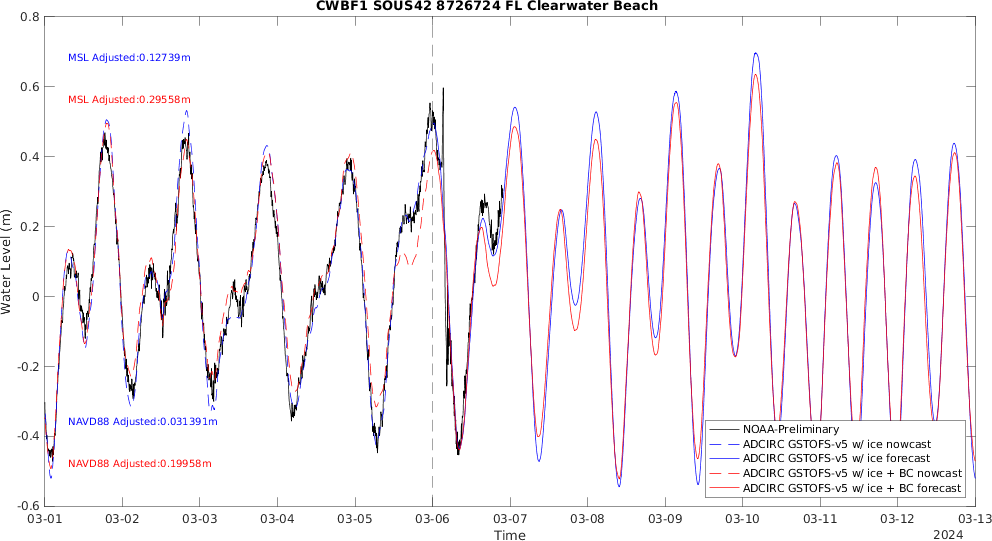 CWBF1 SOUS42 8726724 FL Clearwater Beach
0.8
0.6
0.4
0.2
0
-0.2
-0.4
-0.6
Water Level (m)
MSL Adjusted:0.12739m
MSL Adjusted:0.29558m
NAVD88 Adjusted:0.031391m
NAVD88 Adjusted:0.19958m
NOAA-Preliminary
ADCIRC GSTOFS-v5 w/ ice nowcast
ADCIRC GSTOFS-v5 w/ ice forecast
ADCIRC GSTOFS-v5 w/ ice + BC nowcast
ADCIRC GSTOFS-v5 w/ ice + BC forecast
03-01 03-02 03-03 03-04 03-05 03-06 03-07 03-08 03-09 03-10 03-11 03-12 03-13
Time
2024